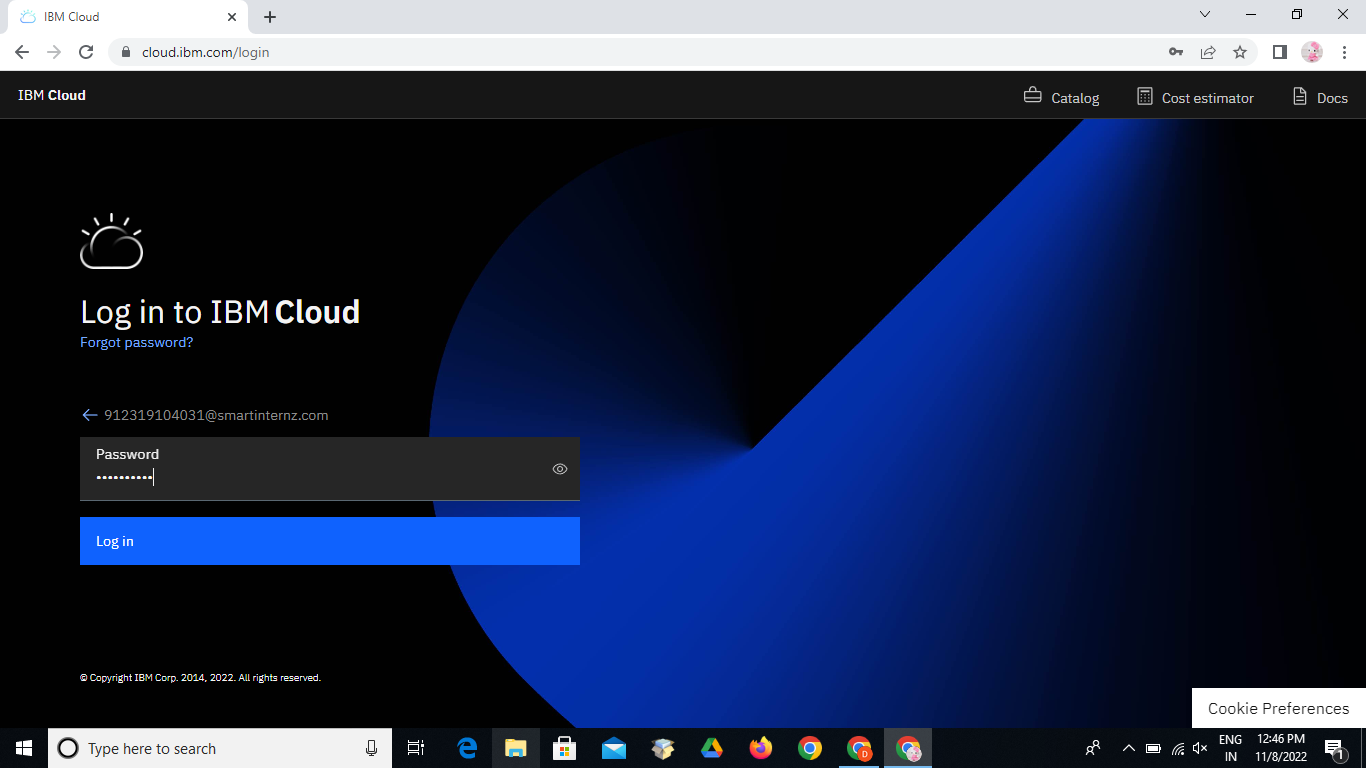 IBM Cloud
cloud.ibm.com/login
IBM Cloud
Catalog
Cost estimator
Docs
Log in to IBM Cloud
Forgot password?
912319104031@smartinternz.com
Password
••••••••••
Log in
© Copyright IBM Corp. 2014, 2022. All rights reserved.
Cookie Preferences
Type here to search
D
ENG
IN
12:46 PM
11/8/2022
1